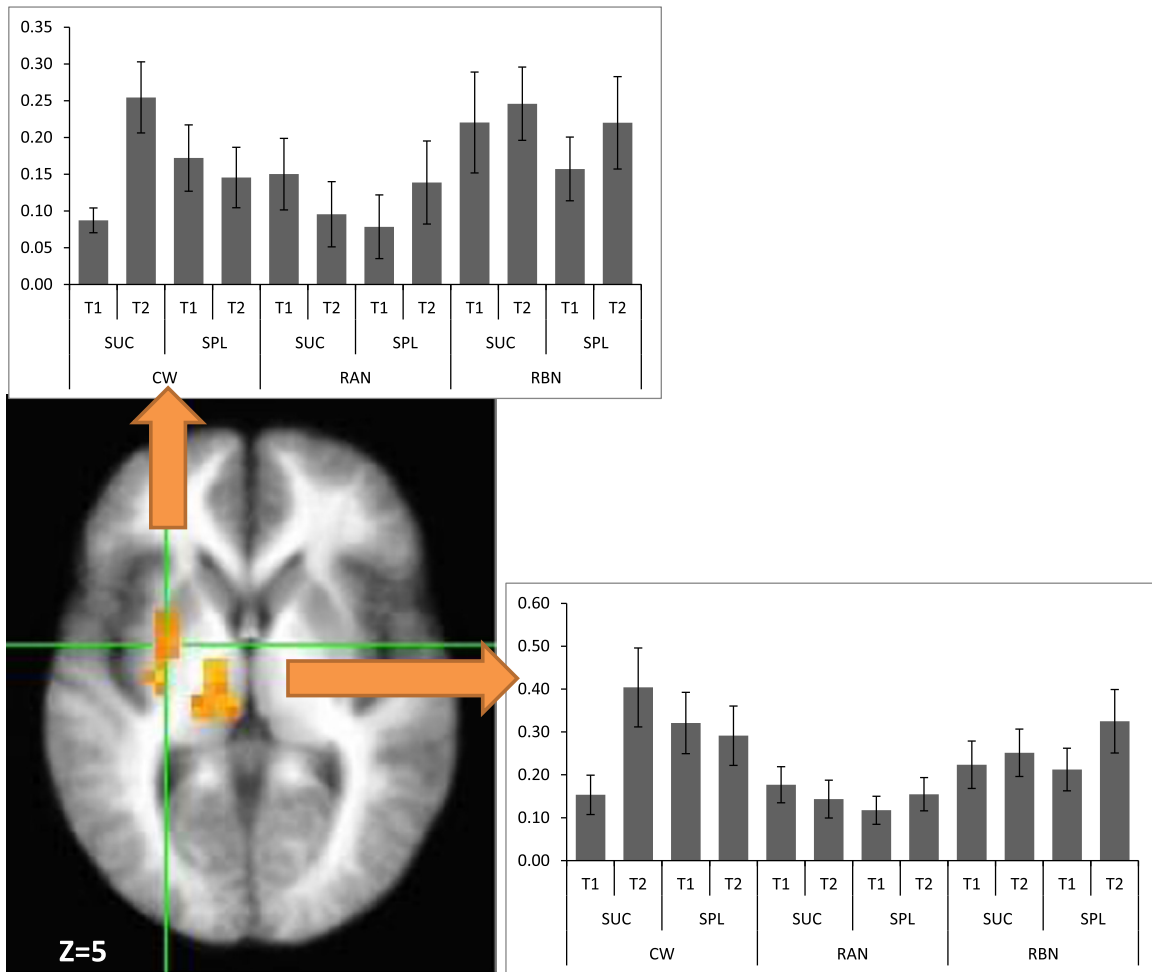 0.35
0.30
0.25
0.20
0.15
0.10
0.05
0.00
T1 T2 T1 T2 T1 T2 T1 T2 T1 T2 T1 T2
SUC SPL SUC SPL SUC SPL
CW RAN RBN
0.60
0.50
0.40
0.30
0.20
0.10
0.00
T1 T2 T1 T2 T1 T2 T1 T2 T1 T2 T1 T2
SUC SPL SUC SPL SUC SPL
CW RAN RBN
Z=5